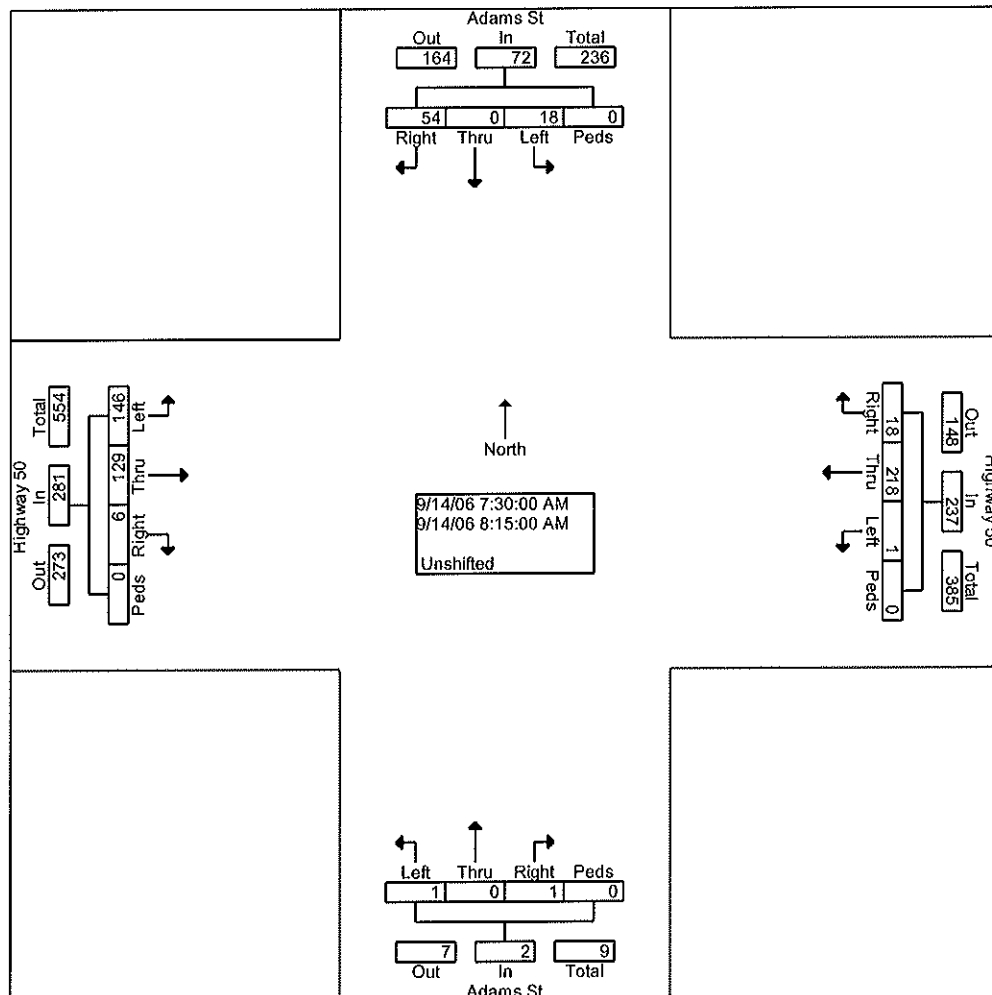 Adams St
Out In Total
164 72 236
54 0 18 0
Right Thru Left Peds
Highway 50
Total In Out
554 281 273
146 129 6 0
Left Thru Right Peds
North
9/14/06 7:30:00 AM
9/14/06 8:15:00 AM
Unshifted
Right Thru Left Peds
18 218 1 0
Out In Total
148 237 385
Highway 50
Left Thru Right Peds
1 0 1 0
7 2 9
Out In Total
Adams St